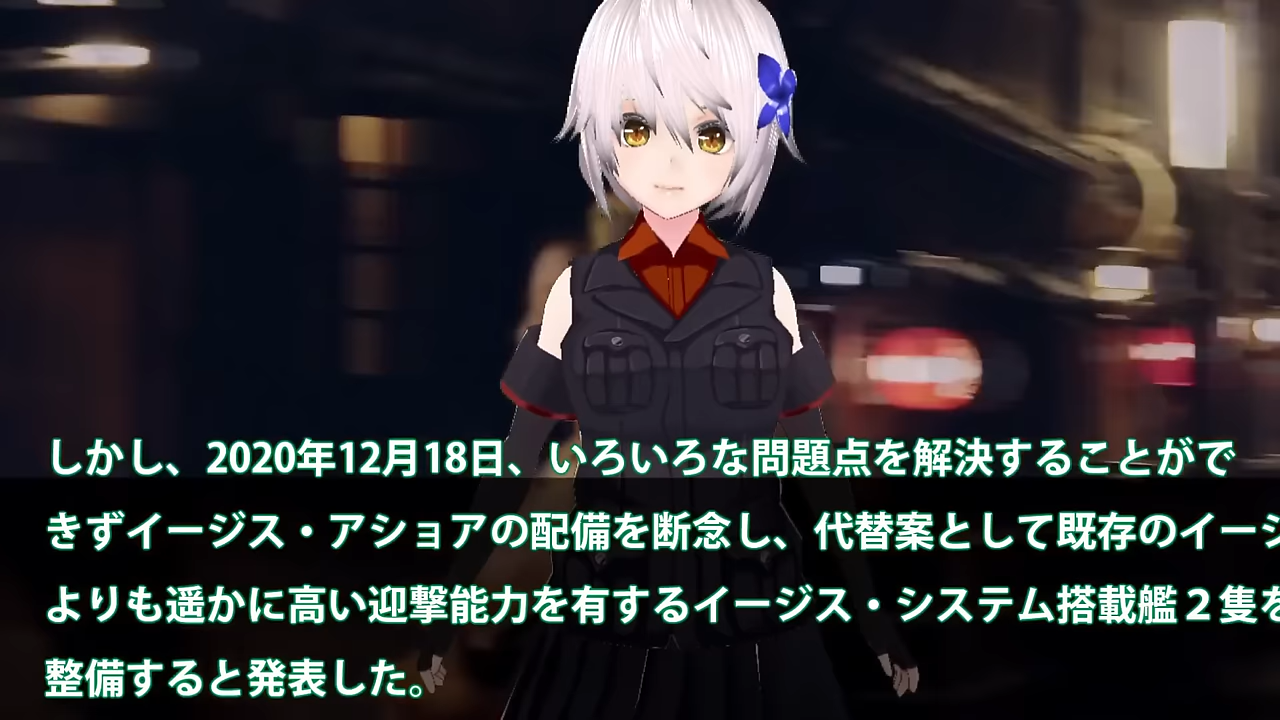 しかし、2020年12月18日、いろいろな問題点を解決することがで
きずイージス・アショアの配備を断念し、代替案として既存のイージ
よりも遥かに高い迎撃能力を有するイージス・システム搭載艦２隻を
整備すると発表した。